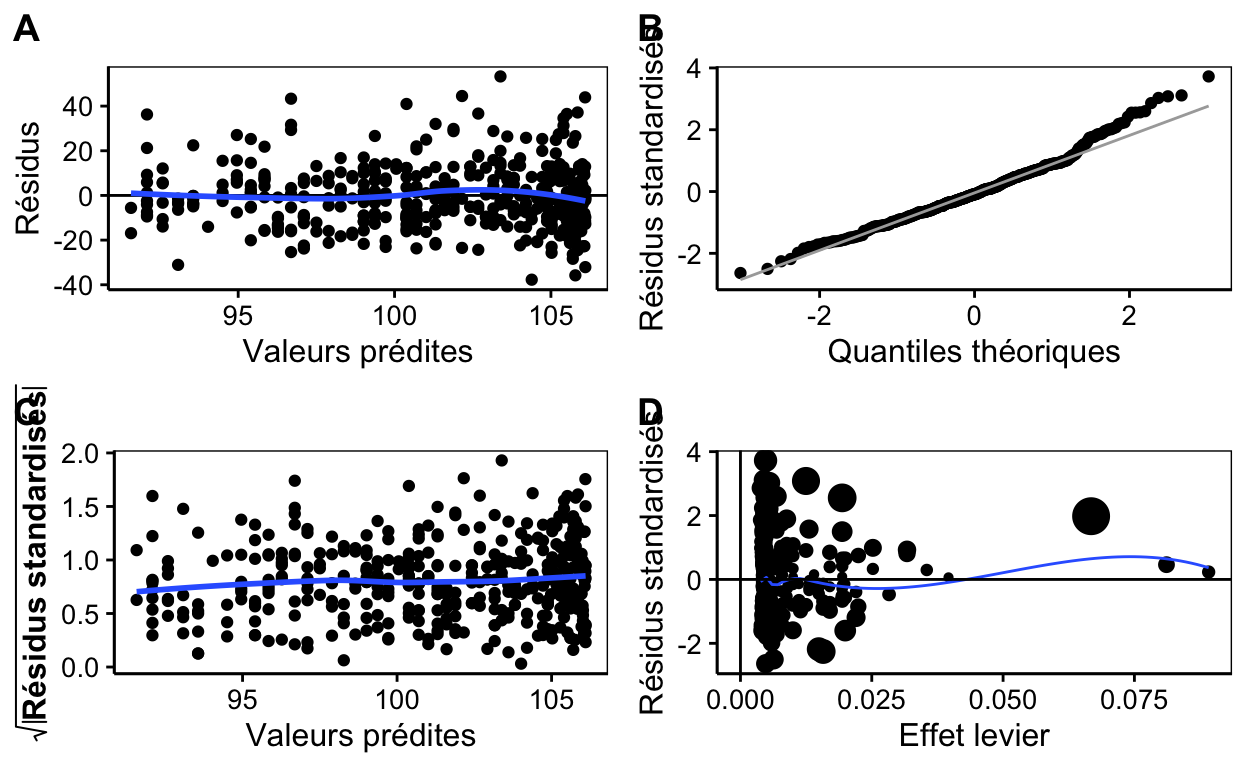 A
Résidus
40
20
0
-20
-40
95 100 105
Valeurs prédites
B
Résidus standardisés
4
2
0
-2
-2 0 2
Quantiles théoriques
C
√|Résidus standardisés|
2.0
1.5
1.0
0.5
0.0
95 100 105
Valeurs prédites
D
Résidus standardisés
4
2
0
-2
0.000 0.025 0.050 0.075
Effet levier